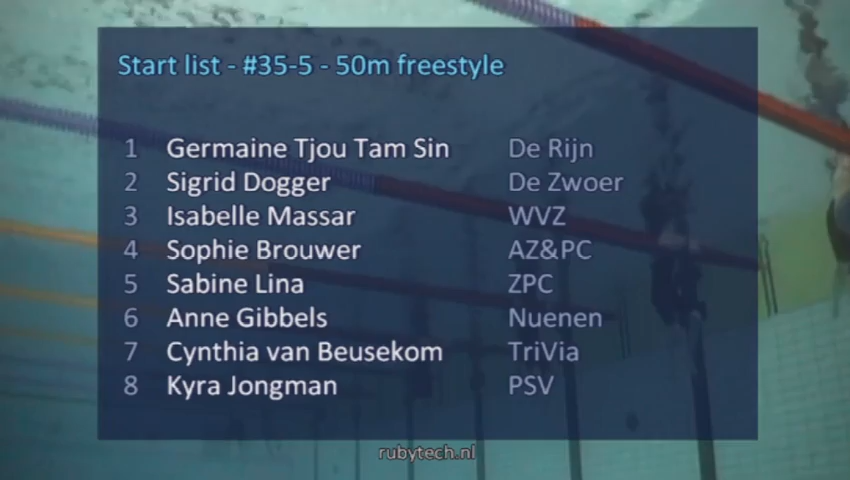 Start list - #35-5 - 50m freestyle
1 Germaine Tjou Tam Sin De Rijn
2 Sigrid Dogger De Zwoer
3 Isabelle Massar WVZ
4 Sophie Brouwer AZ&PC
5 Sabine Lina ZPC
6 Anne Gibbels Nuenen
7 Cynthia van Beusekom TriVia
8 Kyra Jongman PSV
rubytech.nl